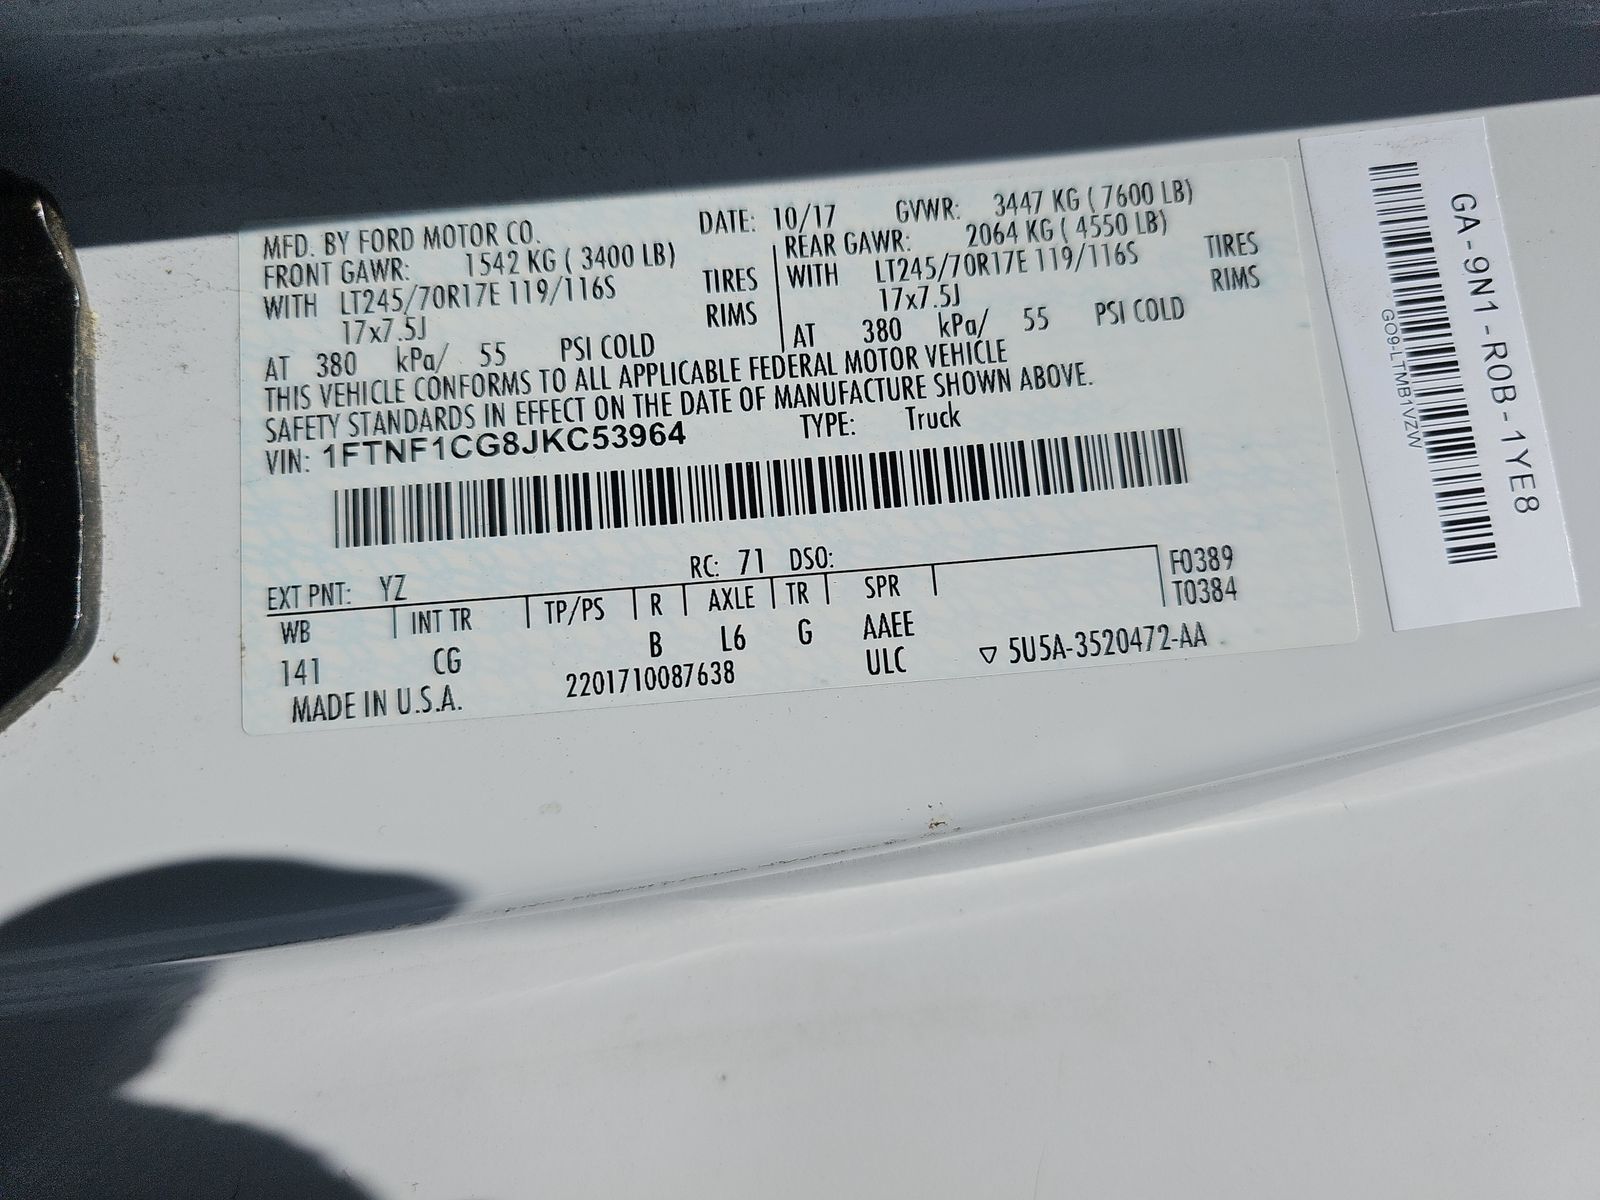 MFD. BY FORD MOTOR CO. DATE: 10/17 GVWR: 3447 KG ( 7600 LB)
FRONT GAWR: 1542 KG ( 3400 LB)
WITH LT245/70R17E 119/116S TIRES
17x7.5J RIMS
AT 380 kPa/ 55 PSI COLD
REAR GAWR: 2064 KG ( 4550 LB)
WITH LT245/70R17E 119/116S TIRES
17x7.5J RIMS
AT 380 kPa/ 55 PSI COLD
THIS VEHICLE CONFORMS TO ALL APPLICABLE FEDERAL MOTOR VEHICLE
SAFETY STANDARDS IN EFFECT ON THE DATE OF MANUFACTURE SHOWN ABOVE.
VIN: 1FTNF1CG8JKC53964 TYPE: Truck
EXT PNT: YZ RC: 71 DSO: F0389
WB INT TR TP/PS R AXLE TR SPR T0384
141 CG B L6 G AAEE
MADE IN U.S.A. 2201710087638 ULC ▽ 5U5A-3520472-AA
GA-9N1-R0B-1YE8
GO9-LTMB1VZW